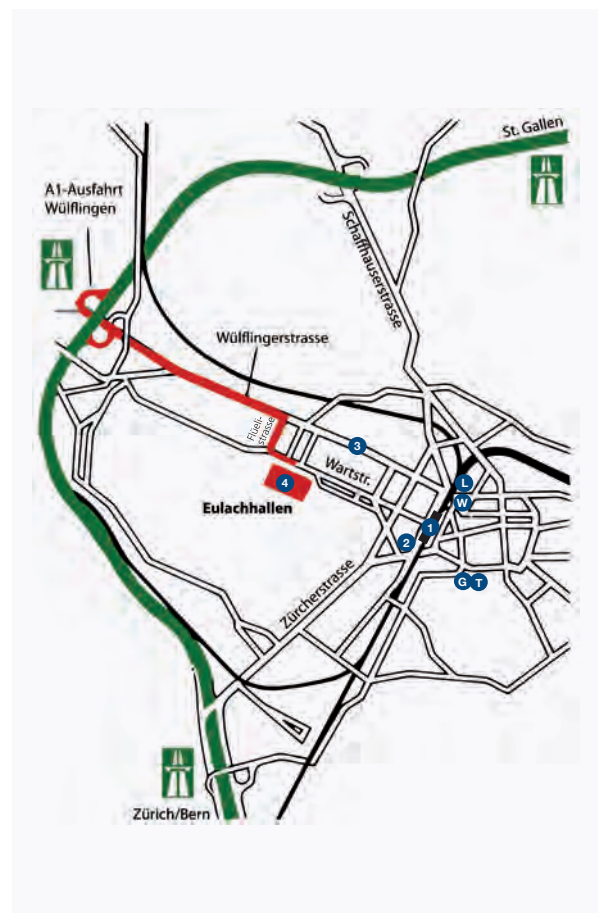 St. Gallen
A1-Ausfahrt
Wülflingen
Schaffhauserstrasse
Wülflingerstrasse
Flüeli-
strasse
3
Wartstr.
4
L
W
Eulachhallen
1
2
G T
Zürcherstrasse
Zürich/Bern